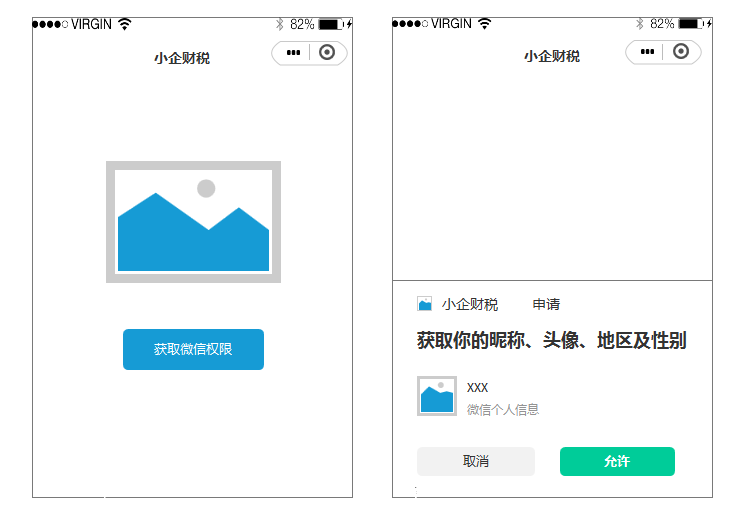 VIRGIN 82%
小企财税
获取微信权限
VIRGIN 82%
小企财税
小企财税 申请
获取你的昵称、头像、地区及性别
XXX
微信个人信息
取消 允许